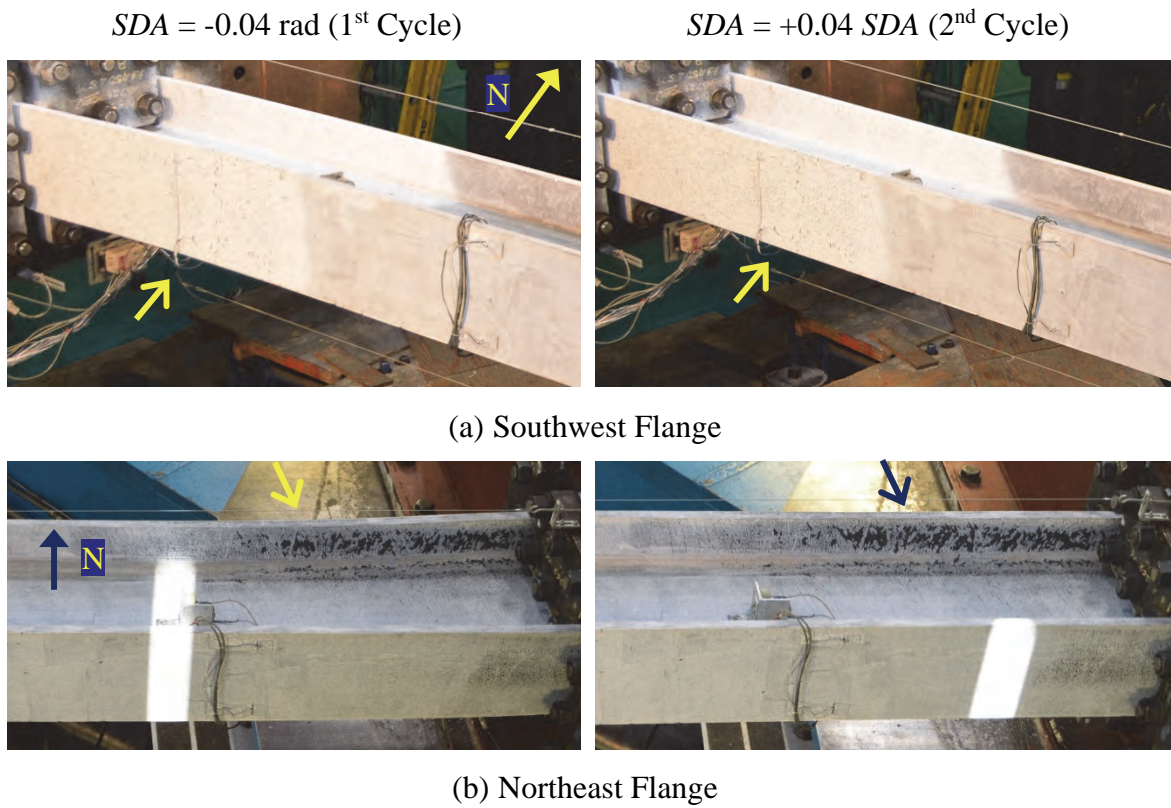 SDA = -0.04 rad (1st Cycle)
SDA = +0.04 SDA (2nd Cycle)
N
(a) Southwest Flange
N
(b) Northeast Flange